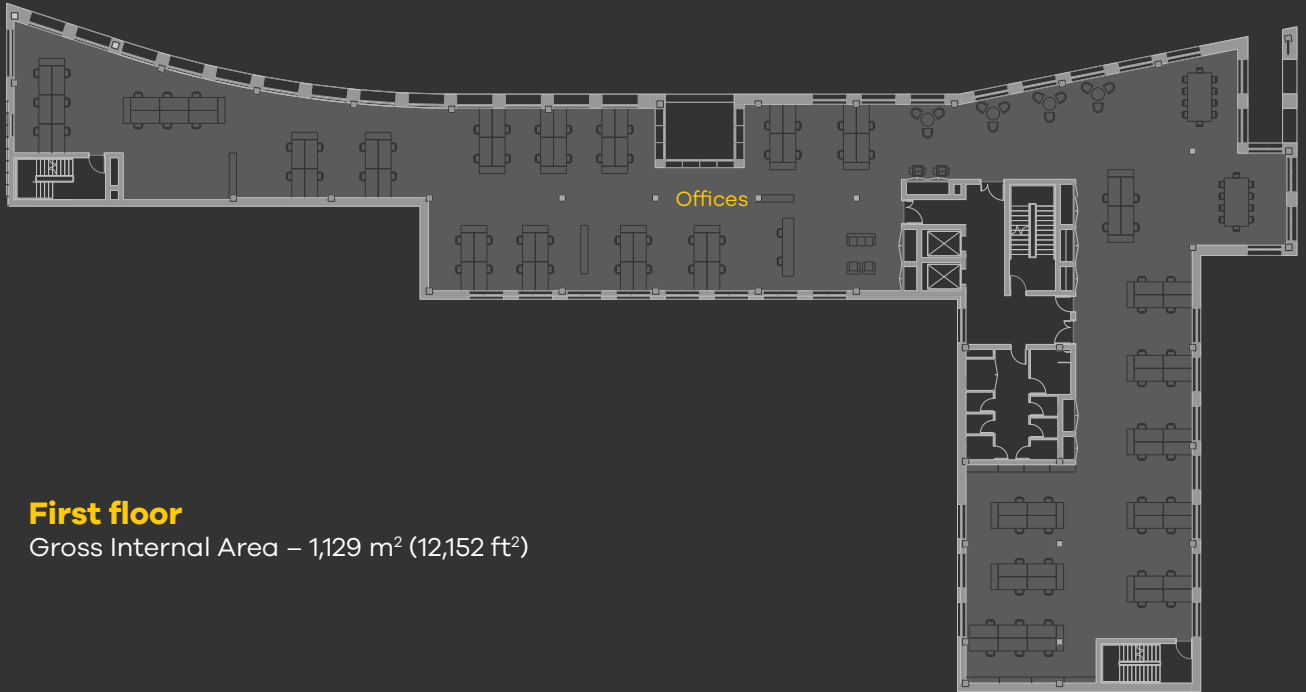 Offices
First floor
Gross Internal Area – 1,129 m² (12,152 ft²)